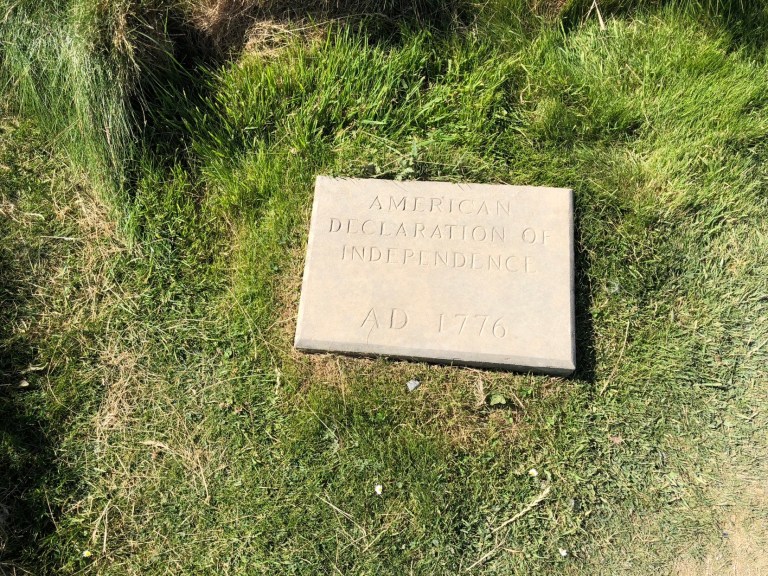 AMERICAN
DECLARATION OF
INDEPENDENCE
AD 1776